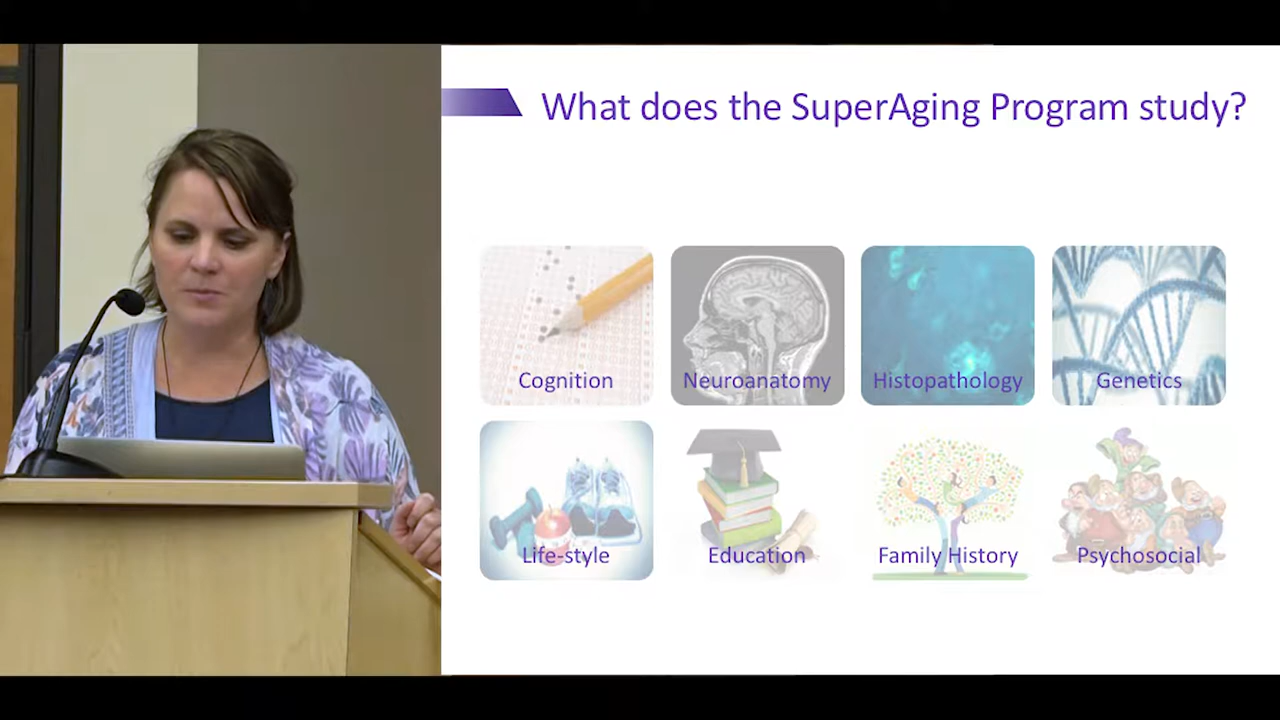 What does the SuperAging Program study?
Cognition
Neuroanatomy
Histopathology
Genetics
Life-style
Education
Family History
Psychosocial